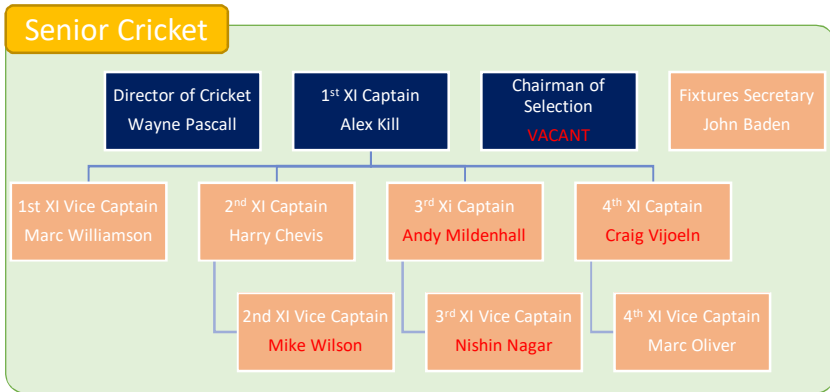 Senior Cricket
Director of Cricket
Wayne Pascall
1st XI Captain
Alex Kill
Chairman of
Selection
VACANT
Fixtures Secretary
John Baden
1st XI Vice Captain
Marc Williamson
2nd XI Captain
Harry Chevis
3rd Xi Captain
Andy Mildenhall
4th XI Captain
Craig Vijoeln
2nd XI Vice Captain
Mike Wilson
3rd XI Vice Captain
Nishin Nagar
4th XI Vice Captain
Marc Oliver